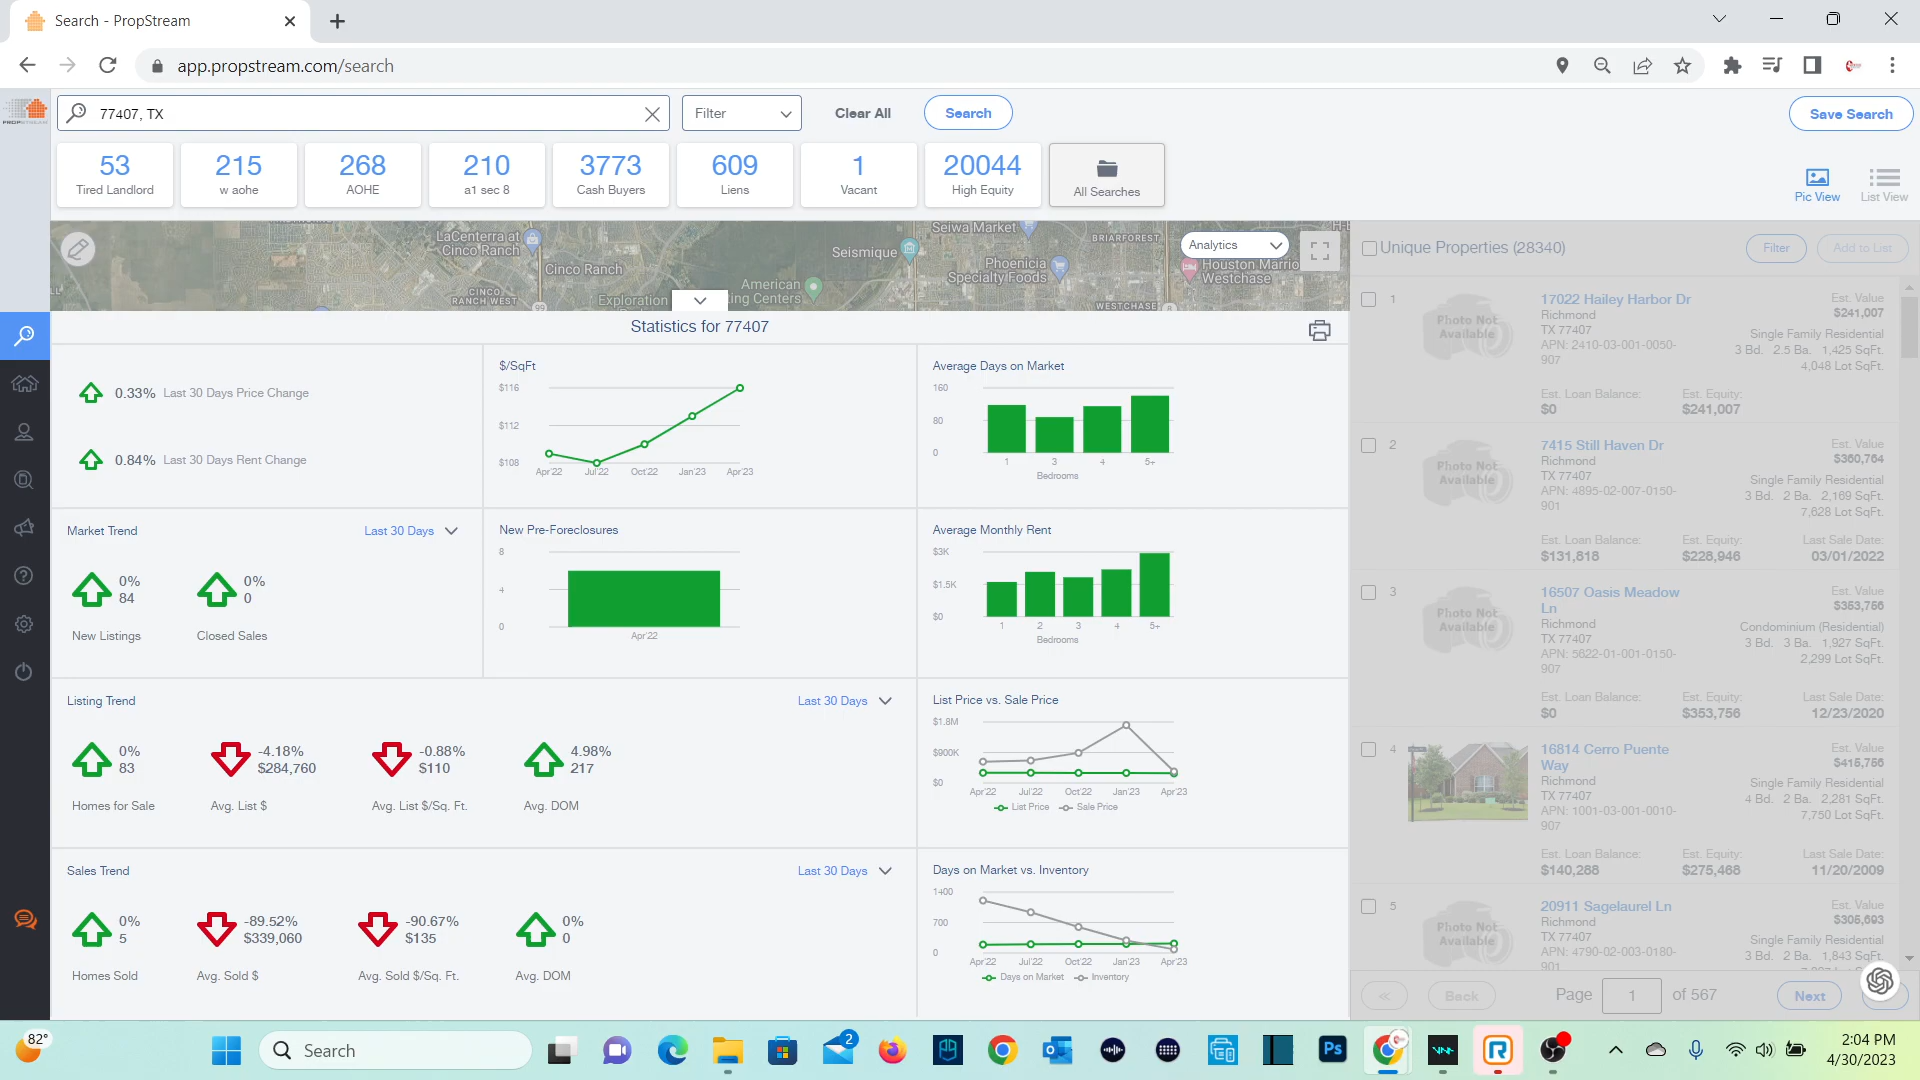 Search - PropStream
app.propstream.com/search
77407, TX
Filter
Clear All
Search
Save Search
53
Tired Landlord
215
w aohe
268
AOHE
210
a1 sec 8
3773
Cash Buyers
609
Liens
1
Vacant
20044
High Equity
All Searches
Pic View
List View
LaCenterra at
Cinco Ranch
Cinco Ranch
CINCO
RANCH WEST
99
Exploration
American
ting Centers
Seismique
Seiwa Market
Phoenicia
Specialty Foods
BRIARFOREST
WESTCHASE
Houston Marrio
Westchase
Analytics
Unique Properties (28340)
Filter
Add to List
Statistics for 77407
0.33% Last 30 Days Price Change
0.84% Last 30 Days Rent Change
$/SqFt
$116
$112
$108
Apr'22 Jul'22 Oct'22 Jan'23 Apr'23
Average Days on Market
160
80
0
1 3 4 5+
Bedrooms
Market Trend
Last 30 Days
0%
84
New Listings
0%
0
Closed Sales
New Pre-Foreclosures
8
4
0
Apr'22
Average Monthly Rent
$3K
$1.5K
$0
1 2 3 4 5+
Bedrooms
Listing Trend
Last 30 Days
0%
83
Homes for Sale
-4.18%
$284,760
Avg. List $
-0.88%
$110
Avg. List $/Sq. Ft.
4.98%
217
Avg. DOM
List Price vs. Sale Price
$1.8M
$900K
$0
Apr'22 Jul'22 Oct'22 Jan'23 Apr'23
List Price Sale Price
Sales Trend
Last 30 Days
0%
5
Homes Sold
-89.52%
$339,060
Avg. Sold $
-90.67%
$135
Avg. Sold $/Sq. Ft.
0%
0
Avg. DOM
Days on Market vs. Inventory
1400
700
0
Apr'22 Jul'22 Oct'22 Jan'23 Apr'23
Days on Market Inventory
1
Photo Not
Available
17022 Hailey Harbor Dr
Richmond
TX 77407
APN: 2410-03-001-0050-
907
Est. Value
$241,007
Single Family Residential
3 Bd. 2.5 Ba. 1,425 SqFt.
4,048 Lot SqFt.
Est. Loan Balance:
$0
Est. Equity:
$241,007
2
Photo Not
Available
7415 Still Haven Dr
Richmond
TX 77407
APN: 4895-02-007-0150-
901
Est. Value
$360,764
Single Family Residential
3 Bd. 2 Ba. 2,169 SqFt.
7,628 Lot SqFt.
Est. Loan Balance:
$131,818
Est. Equity:
$228,946
Last Sale Date:
03/01/2022
3
Photo Not
Available
16507 Oasis Meadow
Ln
Richmond
TX 77407
APN: 5622-01-001-0150-
907
Est. Value
$353,756
Condominium (Residential)
3 Bd. 3 Ba. 1,927 SqFt.
2,299 Lot SqFt.
Est. Loan Balance:
$0
Est. Equity:
$353,756
Last Sale Date:
12/23/2020
4
16814 Cerro Puente
Way
Richmond
TX 77407
APN: 1001-03-001-0010-
907
Est. Value
$415,756
Single Family Residential
4 Bd. 2 Ba. 2,281 SqFt.
7,750 Lot SqFt.
Est. Loan Balance:
$140,288
Est. Equity:
$275,468
Last Sale Date:
11/20/2009
5
Photo Not
Available
20911 Sagelaurel Ln
Richmond
TX 77407
APN: 4790-02-003-0180-
901
Est. Value
$305,693
Single Family Residential
3 Bd. 2 Ba. 1,843 SqFt.
Back
Page 1 of 567
Next
82°
Search
2
Ps
2:04 PM
4/30/2023